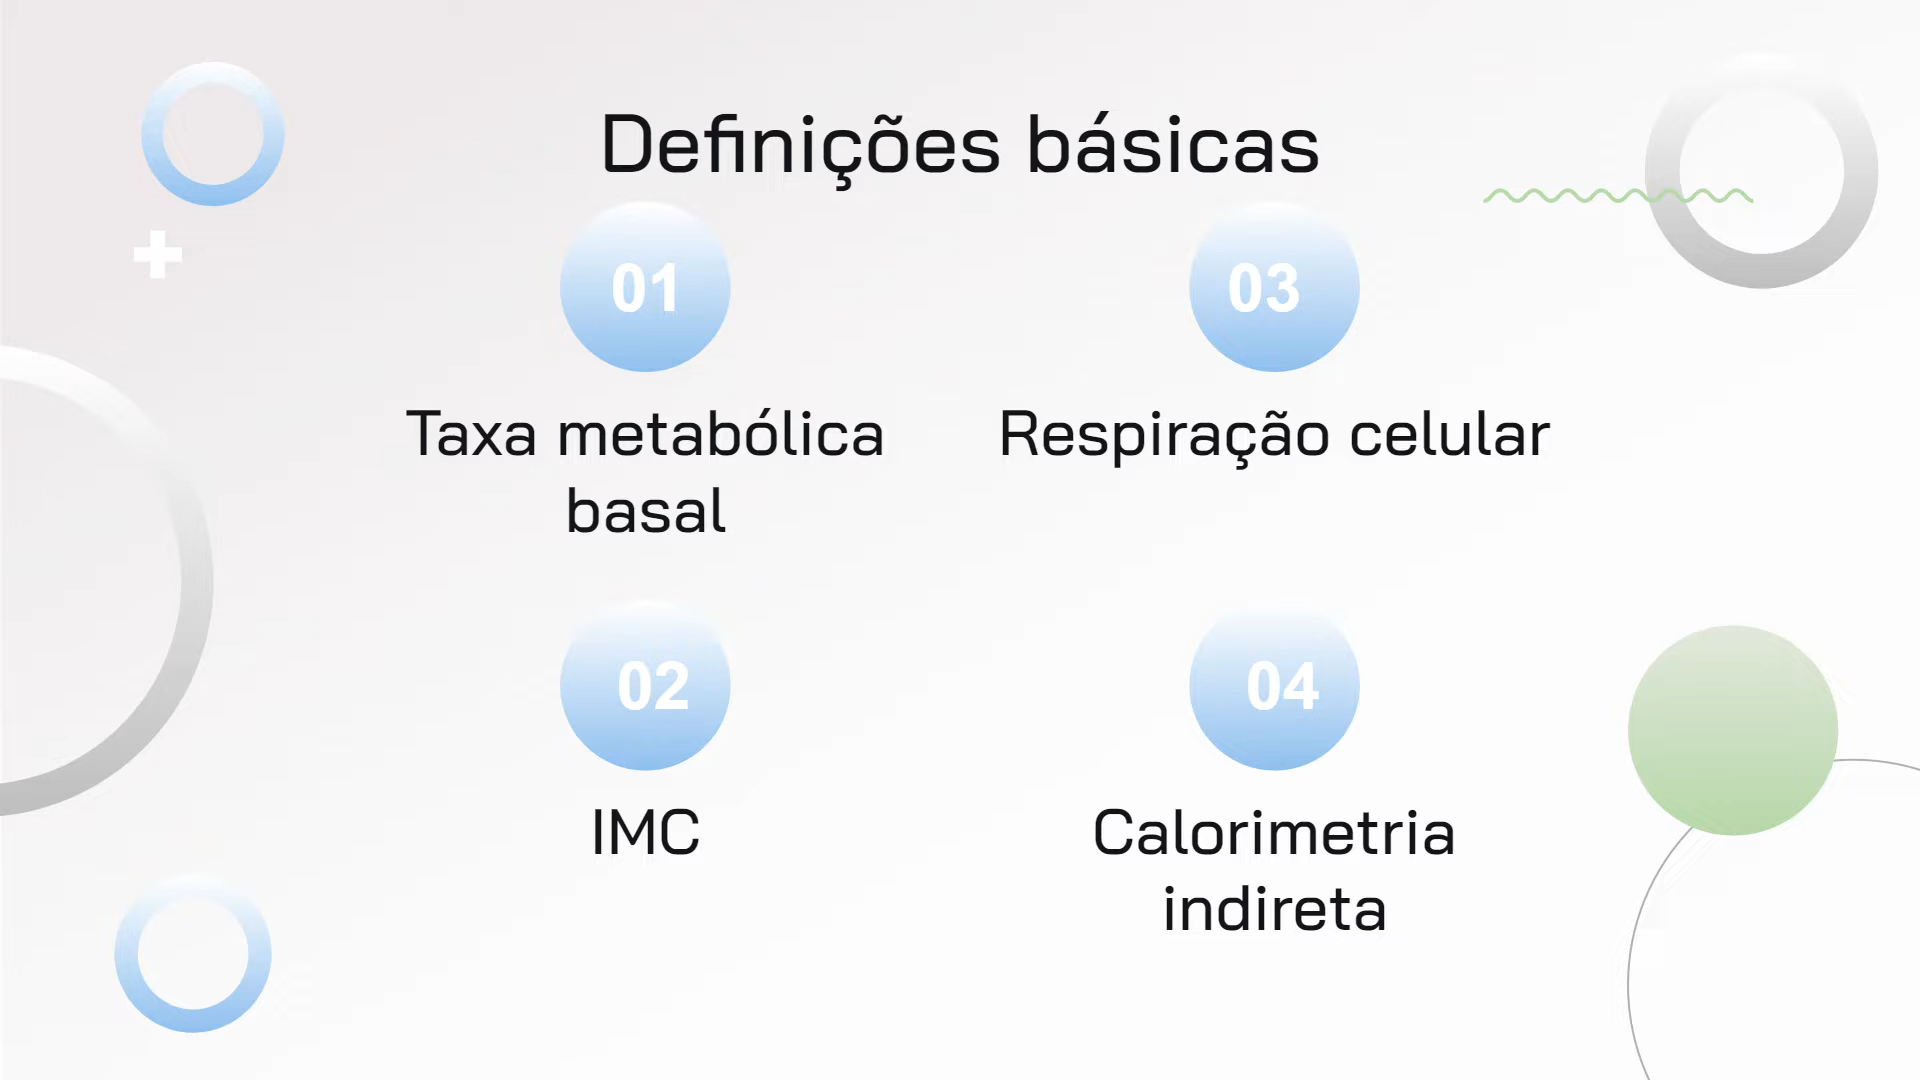 Definições básicas
01
Taxa metabólica
basal
02
IMC
03
Respiração celular
04
Calorimetria
indireta